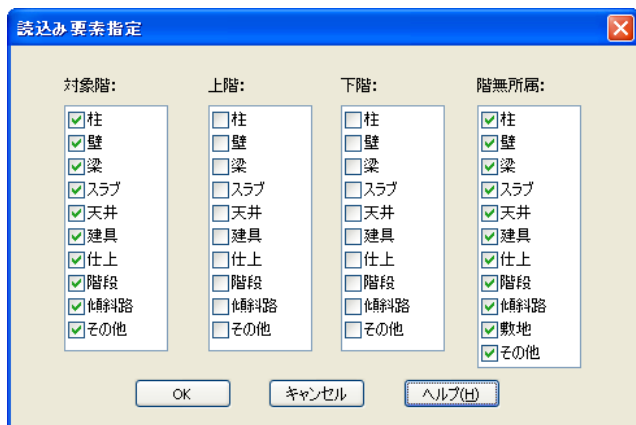 読込み要素指定
対象階:
上階:
下階:
階無所属:
柱
壁
梁
スラブ
天井
建具
仕上
階段
傾斜路
その他
柱
壁
梁
スラブ
天井
建具
仕上
階段
傾斜路
その他
柱
壁
梁
スラブ
天井
建具
仕上
階段
傾斜路
その他
柱
壁
梁
スラブ
天井
建具
仕上
階段
傾斜路
敷地
その他
OK
キャンセル
ヘルプ(H)